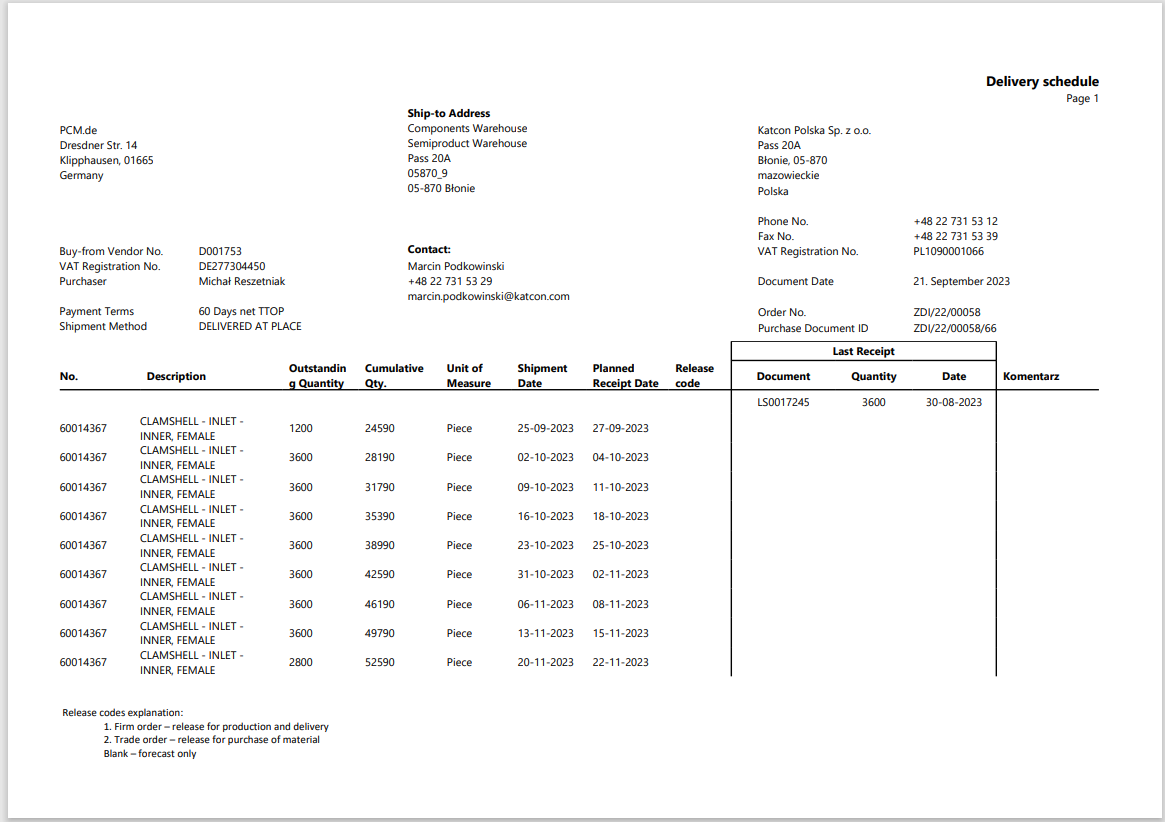 Delivery schedule
Page 1
PCM.de
Dresdner Str. 14
Klipphausen, 01665
Germany
Ship-to Address
Components Warehouse
Semiproduct Warehouse
Pass 20A
05870_9
05-870 Błonie
Katcon Polska Sp. z o.o.
Pass 20A
Błonie, 05-870
mazowieckie
Polska
Phone No. +48 22 731 53 12
Fax No. +48 22 731 53 39
VAT Registration No. PL1090001066
Buy-from Vendor No. D001753
VAT Registration No. DE277304450
Purchaser Michał Reszetniak
Contact:
Marcin Podkowinski
+48 22 731 53 29
marcin.podkowinski@katcon.com
Document Date 21. September 2023
Payment Terms 60 Days net TTOP
Shipment Method DELIVERED AT PLACE
Order No. ZDI/22/00058
Purchase Document ID ZDI/22/00058/66
Last Receipt
No. Description Outstandin g Quantity Cumulative Qty. Unit of Measure Shipment Date Planned Receipt Date Release code Document Quantity Date Komentarz
LS0017245 3600 30-08-2023
60014367 CLAMSHELL - INLET - INNER, FEMALE 1200 24590 Piece 25-09-2023 27-09-2023
60014367 CLAMSHELL - INLET - INNER, FEMALE 3600 28190 Piece 02-10-2023 04-10-2023
60014367 CLAMSHELL - INLET - INNER, FEMALE 3600 31790 Piece 09-10-2023 11-10-2023
60014367 CLAMSHELL - INLET - INNER, FEMALE 3600 35390 Piece 16-10-2023 18-10-2023
60014367 CLAMSHELL - INLET - INNER, FEMALE 3600 38990 Piece 23-10-2023 25-10-2023
60014367 CLAMSHELL - INLET - INNER, FEMALE 3600 42590 Piece 31-10-2023 02-11-2023
60014367 CLAMSHELL - INLET - INNER, FEMALE 3600 46190 Piece 06-11-2023 08-11-2023
60014367 CLAMSHELL - INLET - INNER, FEMALE 3600 49790 Piece 13-11-2023 15-11-2023
60014367 CLAMSHELL - INLET - INNER, FEMALE 2800 52590 Piece 20-11-2023 22-11-2023
Release codes explanation:
1. Firm order – release for production and delivery
2. Trade order – release for purchase of material
Blank – forecast only